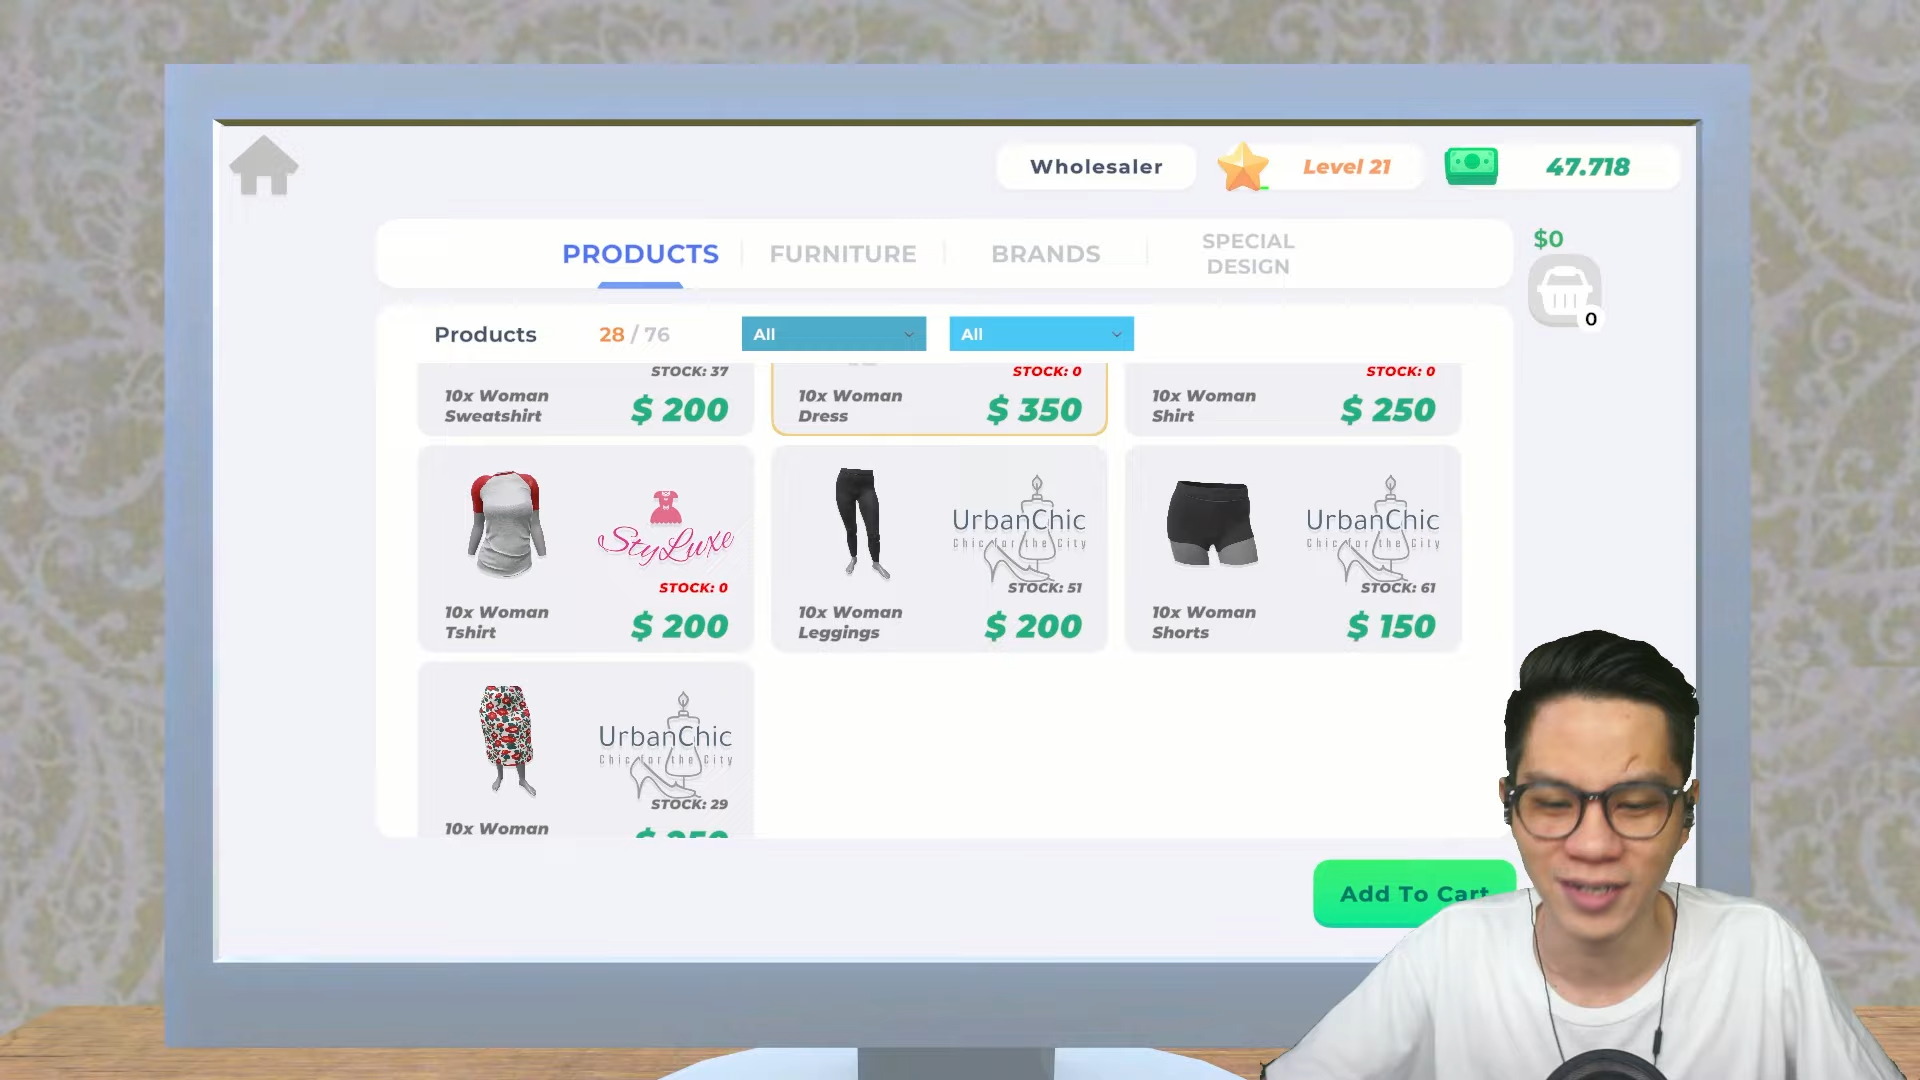 Wholesaler
Level 21
47.718
PRODUCTS
FURNITURE
BRANDS
SPECIAL
DESIGN
$0
0
Products
28 / 76
All
All
STOCK: 37
10x Woman
Sweatshirt
$ 200
STOCK: 0
10x Woman
Dress
$ 350
STOCK: 0
10x Woman
Shirt
$ 250
StyLuxe
STOCK: 0
10x Woman
Tshirt
$ 200
UrbanChic
Chic for the City
STOCK: 51
10x Woman
Leggings
$ 200
UrbanChic
Chic for the City
STOCK: 61
10x Woman
Shorts
$ 150
UrbanChic
Chic for the City
STOCK: 29
10x Woman
Add To Cart